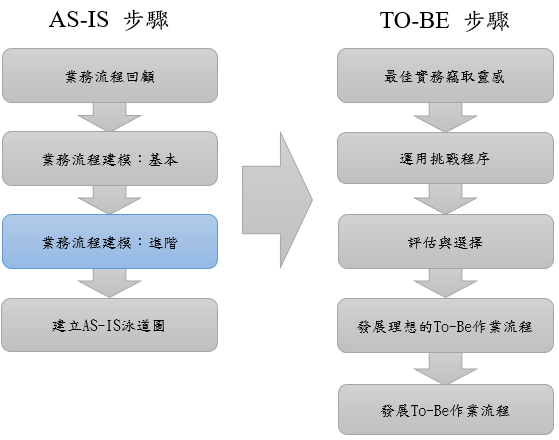 AS-IS 步驟
業務流程回顧
業務流程建模：基本
業務流程建模：進階
建立AS-IS泳道圖
TO-BE 步驟
最佳實務竊取靈感
運用挑戰程序
評估與選擇
發展理想的To-Be作業流程
發展To-Be作業流程